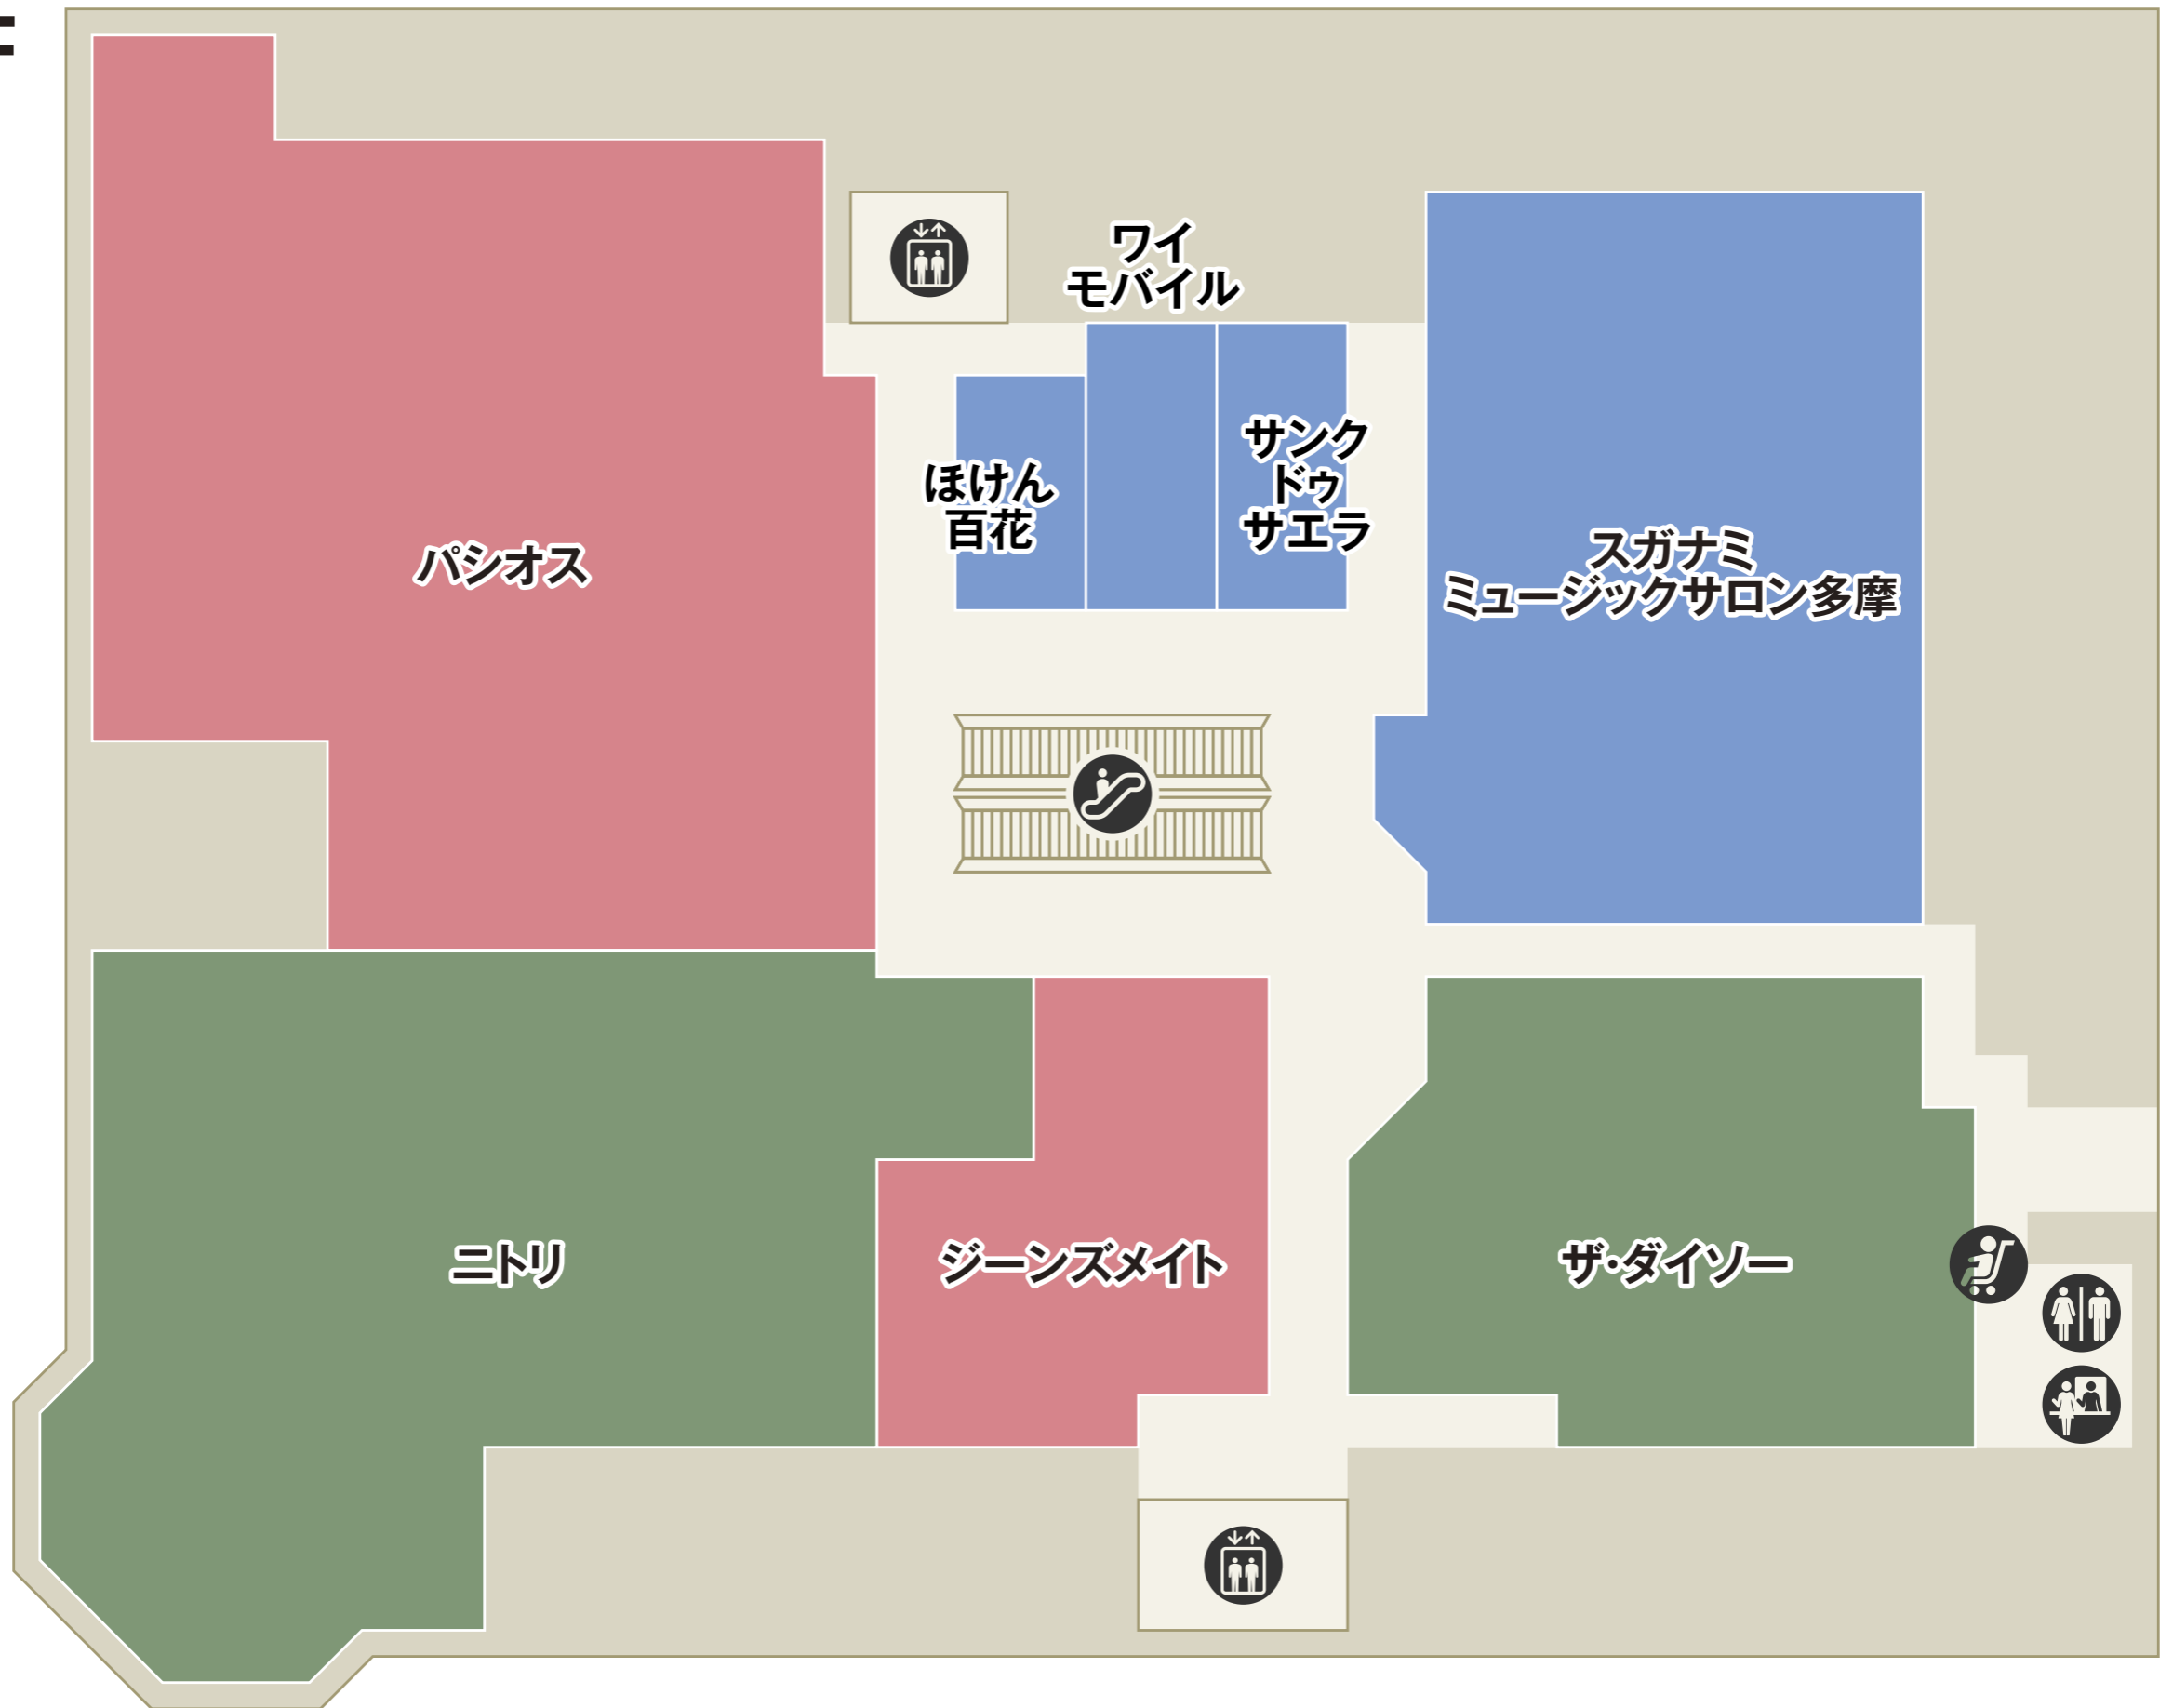 ワイ
モバイル
サンク
ドゥ
サエラ
ほけん
百花
スガナミ
ミュージックサロン多摩
パシオス
ニトリ
ジーンズメイト
ザ・ダイソー